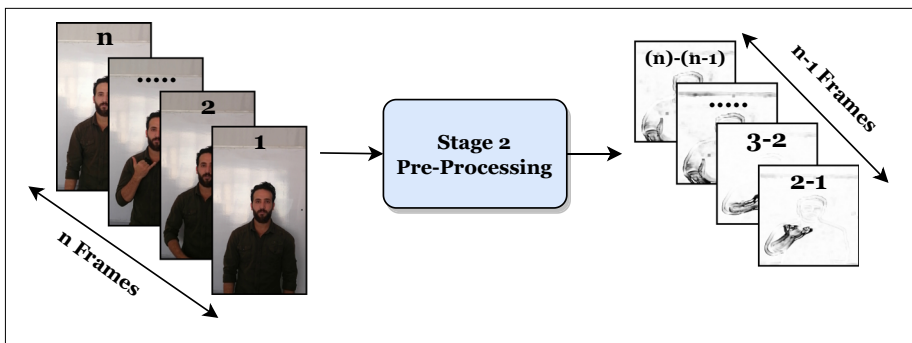 n
•••••
2
1
n Frames
Stage 2
Pre-Processing
(n)-(n-1)
•••••
3-2
2-1
n-1 Frames